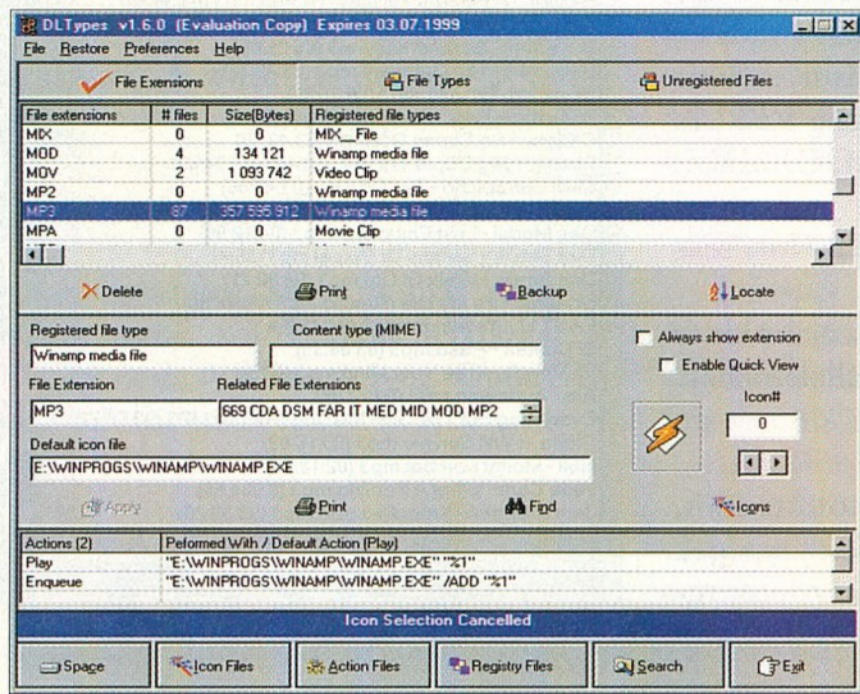 DLTypes v1.6.0 (Evaluation Copy) Expires 03.07.1999
File Restore Preferences Help
File Exensions File Types Unregistered Files
File extensions # files Size(Bytes) Registered file types
MIX 0 0 MIX__File
MOD 4 134 121 Winamp media file
MOV 2 1 093 742 Video Clip
MP2 0 0 Winamp media file
MP3 87 357 595 912 Winamp media file
MPA 0 0 Movie Clip
Delete Print Backup Locate
Registered file type Content type (MIME) Always show extension
Winamp media file Enable Quick View
File Extension Related File Extensions Icon#
MP3 669 CDA DSM FAR IT MED MID MOD MP2 0
Default icon file
E:\WINPROGS\WINAMP\WINAMP.EXE
Apply Print Find Icons
Actions (2) Peformed With / Default Action (Play)
Play "E:\WINPROGS\WINAMP\WINAMP.EXE" "%1"
Enqueue "E:\WINPROGS\WINAMP\WINAMP.EXE" /ADD "%1"
Icon Selection Cancelled
Space Icon Files Action Files Registry Files Search Exit